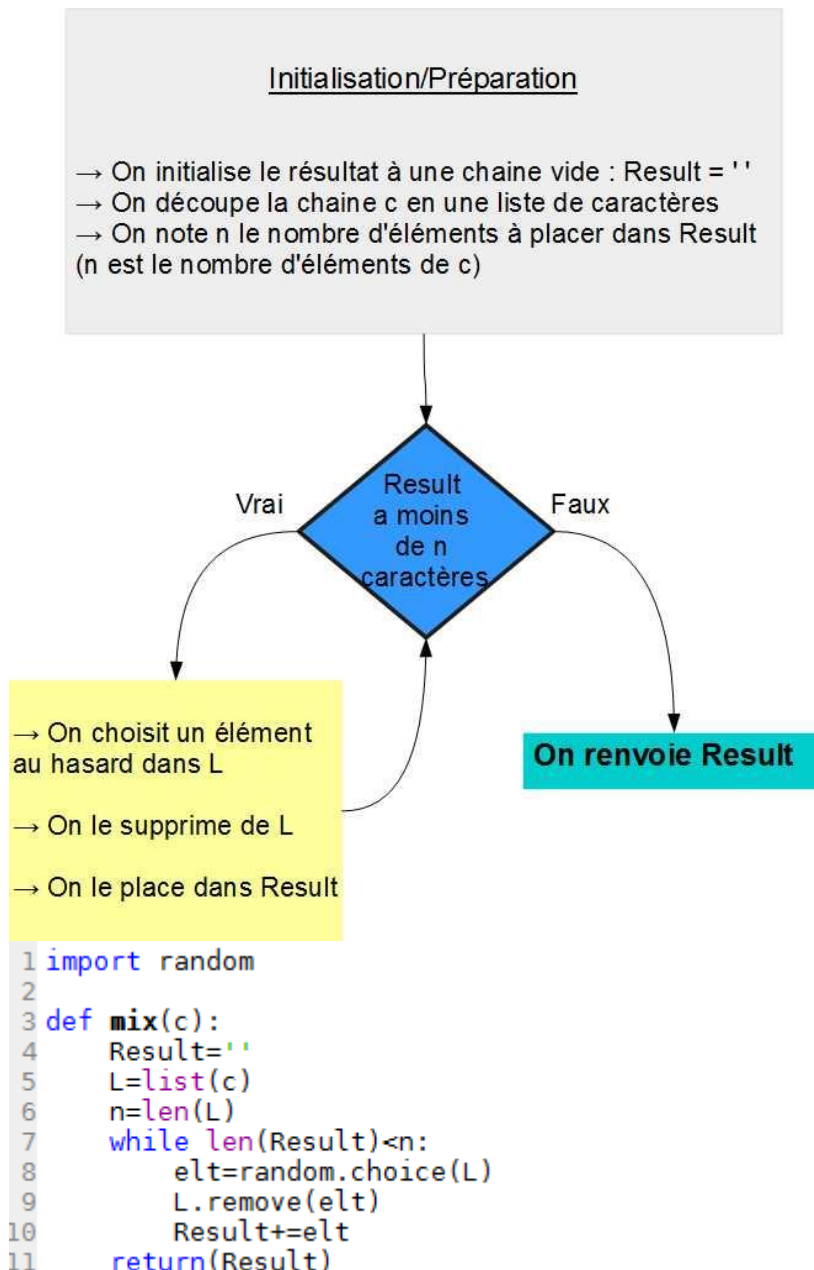 Initialisation/Préparation
→ On initialise le résultat à une chaine vide : Result = ' '
→ On découpe la chaine c en une liste de caractères
→ On note n le nombre d'éléments à placer dans Result
(n est le nombre d'éléments de c)
Result
a moins
de n
caractères
Vrai
Faux
→ On choisit un élément
au hasard dans L
→ On le supprime de L
→ On le place dans Result
On renvoie Result
1 import random
2
3 def mix(c):
4     Result=''
5     L=list(c)
6     n=len(L)
7     while len(Result)<n:
8         elt=random.choice(L)
9         L.remove(elt)
10         Result+=elt
11     return(Result)